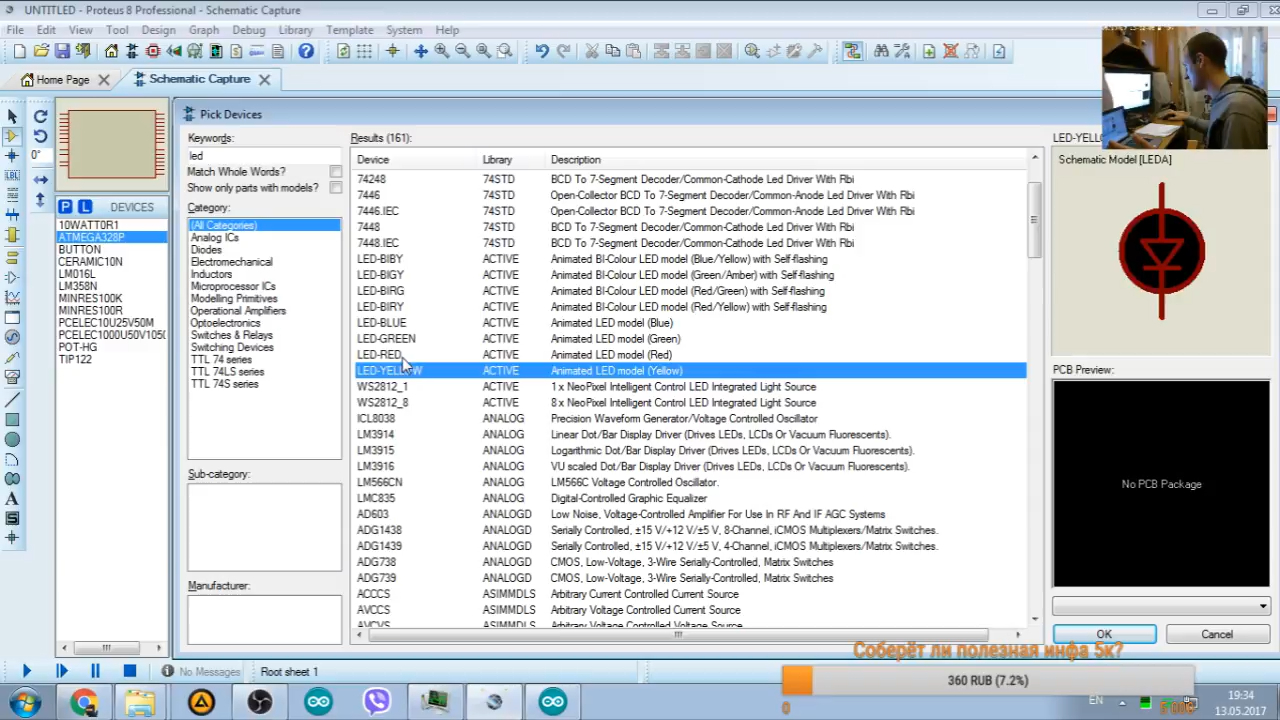 UNTITLED - Proteus 8 Professional - Schematic Capture
File Edit View Tool Design Graph Debug Library Template System Help
Home Page
Schematic Capture
0°
P L DEVICES
10WATT0R1
ATMEGA328P
BUTTON
CERAMIC10N
LM016L
LM358N
MINRES100K
MINRES100R
PCELEC10U25V50M
PCELEC1000U50V105(
POT-HG
TIP122
Pick Devices
Keywords:
led
Match Whole Words?
Show only parts with models?
Category:
(All Categories)
Analog ICs
Diodes
Electromechanical
Inductors
Microprocessor ICs
Modelling Primitives
Operational Amplifiers
Optoelectronics
Switches & Relays
Switching Devices
TTL 74 series
TTL 74LS series
TTL 74S series
Sub-category:
Manufacturer:
Results (161):
Device Library Description
74248 74STD BCD To 7-Segment Decoder/Common-Cathode Led Driver With Rbi
7446 74STD Open-Collector BCD To 7-Segment Decoder/Common-Anode Led Driver With Rbi
7446.IEC 74STD Open-Collector BCD To 7-Segment Decoder/Common-Anode Led Driver With Rbi
7448 74STD BCD To 7-Segment Decoder/Common-Cathode Led Driver With Rbi
7448.IEC 74STD BCD To 7-Segment Decoder/Common-Cathode Led Driver With Rbi
LED-BIBY ACTIVE Animated BI-Colour LED model (Blue/Yellow) with Self-flashing
LED-BIGY ACTIVE Animated BI-Colour LED model (Green/Amber) with Self-flashing
LED-BIRG ACTIVE Animated BI-Colour LED model (Red/Green) with Self-flashing
LED-BIRY ACTIVE Animated BI-Colour LED model (Red/Yellow) with Self-flashing
LED-BLUE ACTIVE Animated LED model (Blue)
LED-GREEN ACTIVE Animated LED model (Green)
LED-RED ACTIVE Animated LED model (Red)
LED-YELLOW ACTIVE Animated LED model (Yellow)
WS2812_1 ACTIVE 1 x NeoPixel Intelligent Control LED Integrated Light Source
WS2812_8 ACTIVE 8 x NeoPixel Intelligent Control LED Integrated Light Source
ICL8038 ANALOG Precision Waveform Generator/Voltage Controlled Oscillator
LM3914 ANALOG Linear Dot/Bar Display Driver (Drives LEDs, LCDs Or Vacuum Fluorescents).
LM3915 ANALOG Logarithmic Dot/Bar Display Driver (Drives LEDs, LCDs Or Vacuum Fluorescents).
LM3916 ANALOG VU scaled Dot/Bar Display Driver (Drives LEDs, LCDs Or Vacuum Fluorescents).
LM566CN ANALOG LM566C Voltage Controlled Oscillator.
LMC835 ANALOG Digital-Controlled Graphic Equalizer
AD603 ANALOGD Low Noise, Voltage-Controlled Amplifier For Use In RF And IF AGC Systems
ADG1438 ANALOGD Serially Controlled, ±15 V/+12 V/±5 V, 8-Channel, iCMOS Multiplexers/Matrix Switches.
ADG1439 ANALOGD Serially Controlled, ±15 V/+12 V/±5 V, 4-Channel, iCMOS Multiplexers/Matrix Switches.
ADG738 ANALOGD CMOS, Low-Voltage, 3-Wire Serially-Controlled, Matrix Switches
ADG739 ANALOGD CMOS, Low-Voltage, 3-Wire Serially-Controlled, Matrix Switches
ACCCS ASIMMDLS Arbitrary Current Controlled Current Source
AVCCS ASIMMDLS Arbitrary Voltage Controlled Current Source
AVCVS ASIMMDLS Arbitrary Voltage Controlled Voltage Source
LED-YELLO
Schematic Model [LEDA]
PCB Preview:
No PCB Package
OK Cancel
Соберёт ли полезная инфа 5к?
360 RUB (7.2%)
0
No Messages
Root sheet 1
EN
19:34
13.05.2017